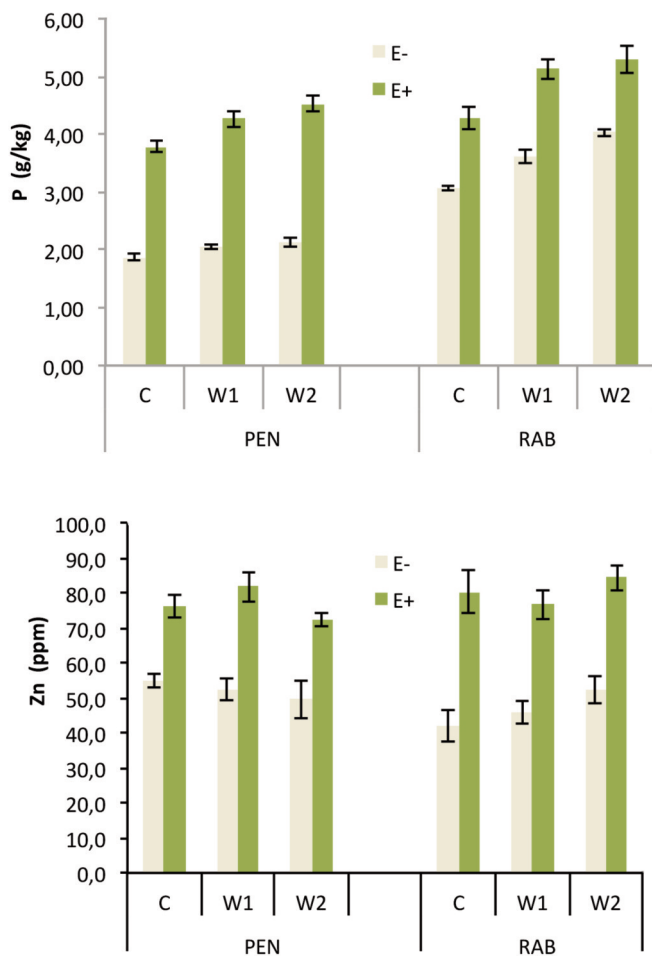 P (g/kg)
6,00
5,00
4,00
3,00
2,00
1,00
0,00
E-
E+
C W1 W2 C W1 W2
PEN RAB
Zn (ppm)
100,0
90,0
80,0
70,0
60,0
50,0
40,0
30,0
20,0
10,0
0,0
E-
E+
C W1 W2 C W1 W2
PEN RAB